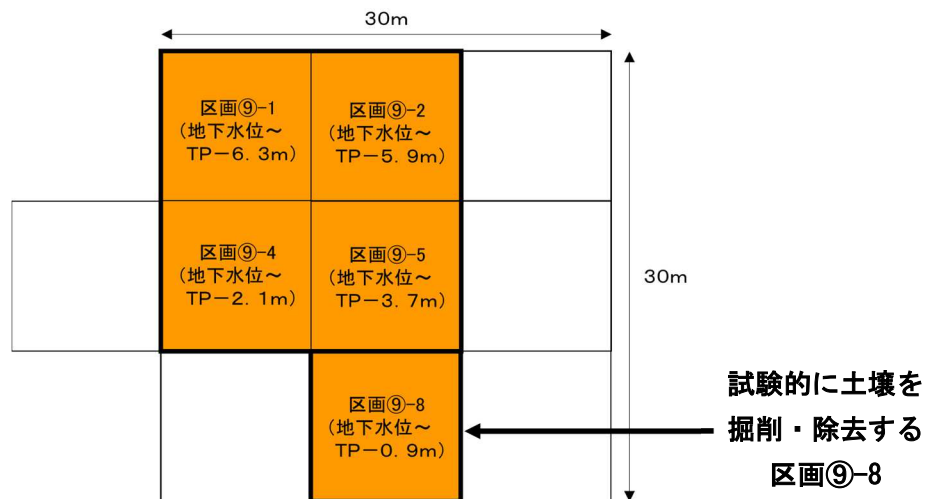 30m
区画⑨-1
(地下水位～
TP－6．3m)
区画⑨-2
(地下水位～
TP－5．9m)
区画⑨-4
(地下水位～
TP－2．1m)
区画⑨-5
(地下水位～
TP－3．7m)
30m
区画⑨-8
(地下水位～
TP－0．9m)
試験的に土壌を
掘削・除去する
区画⑨-8